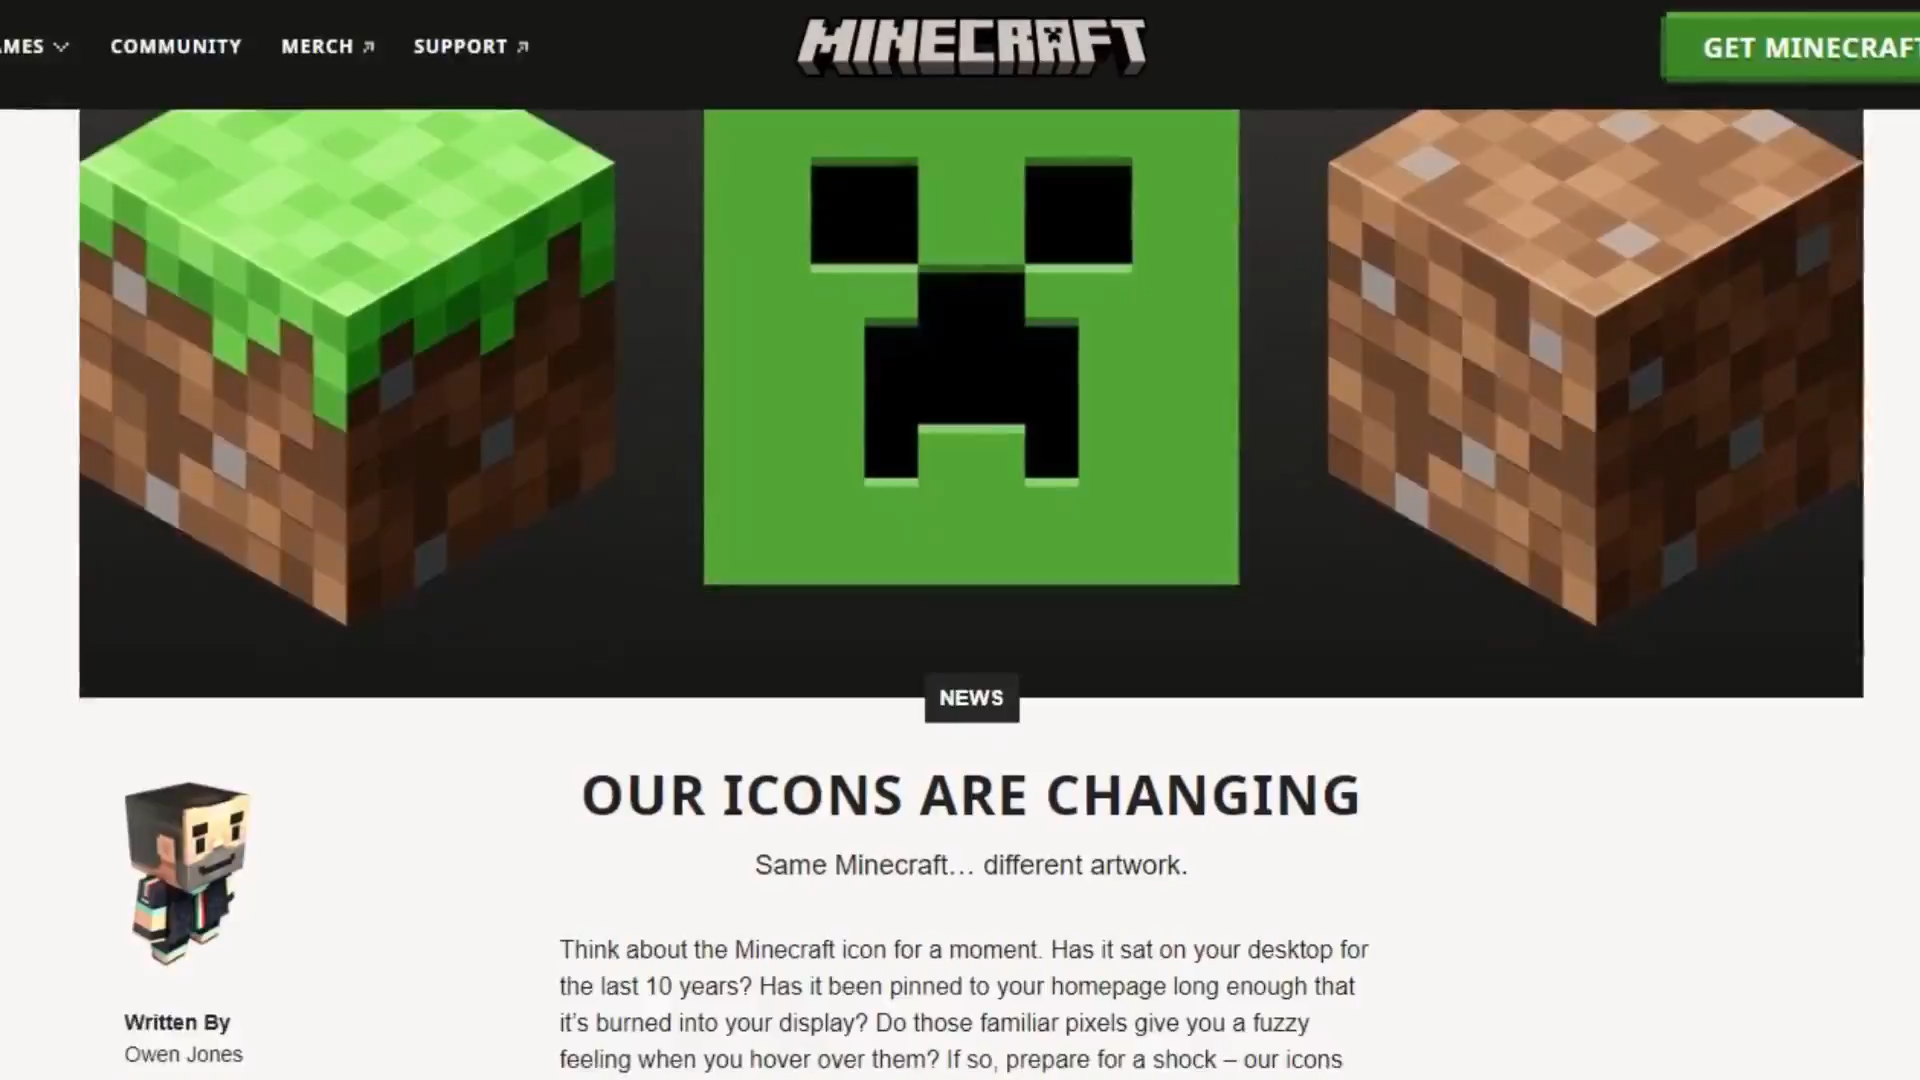 AMES COMMUNITY MERCH SUPPORT MINECRAFT GET MINECRAFT
NEWS
OUR ICONS ARE CHANGING
Same Minecraft... different artwork.
Think about the Minecraft icon for a moment. Has it sat on your desktop for
the last 10 years? Has it been pinned to your homepage long enough that
it’s burned into your display? Do those familiar pixels give you a fuzzy
feeling when you hover over them? If so, prepare for a shock – our icons
Written By
Owen Jones